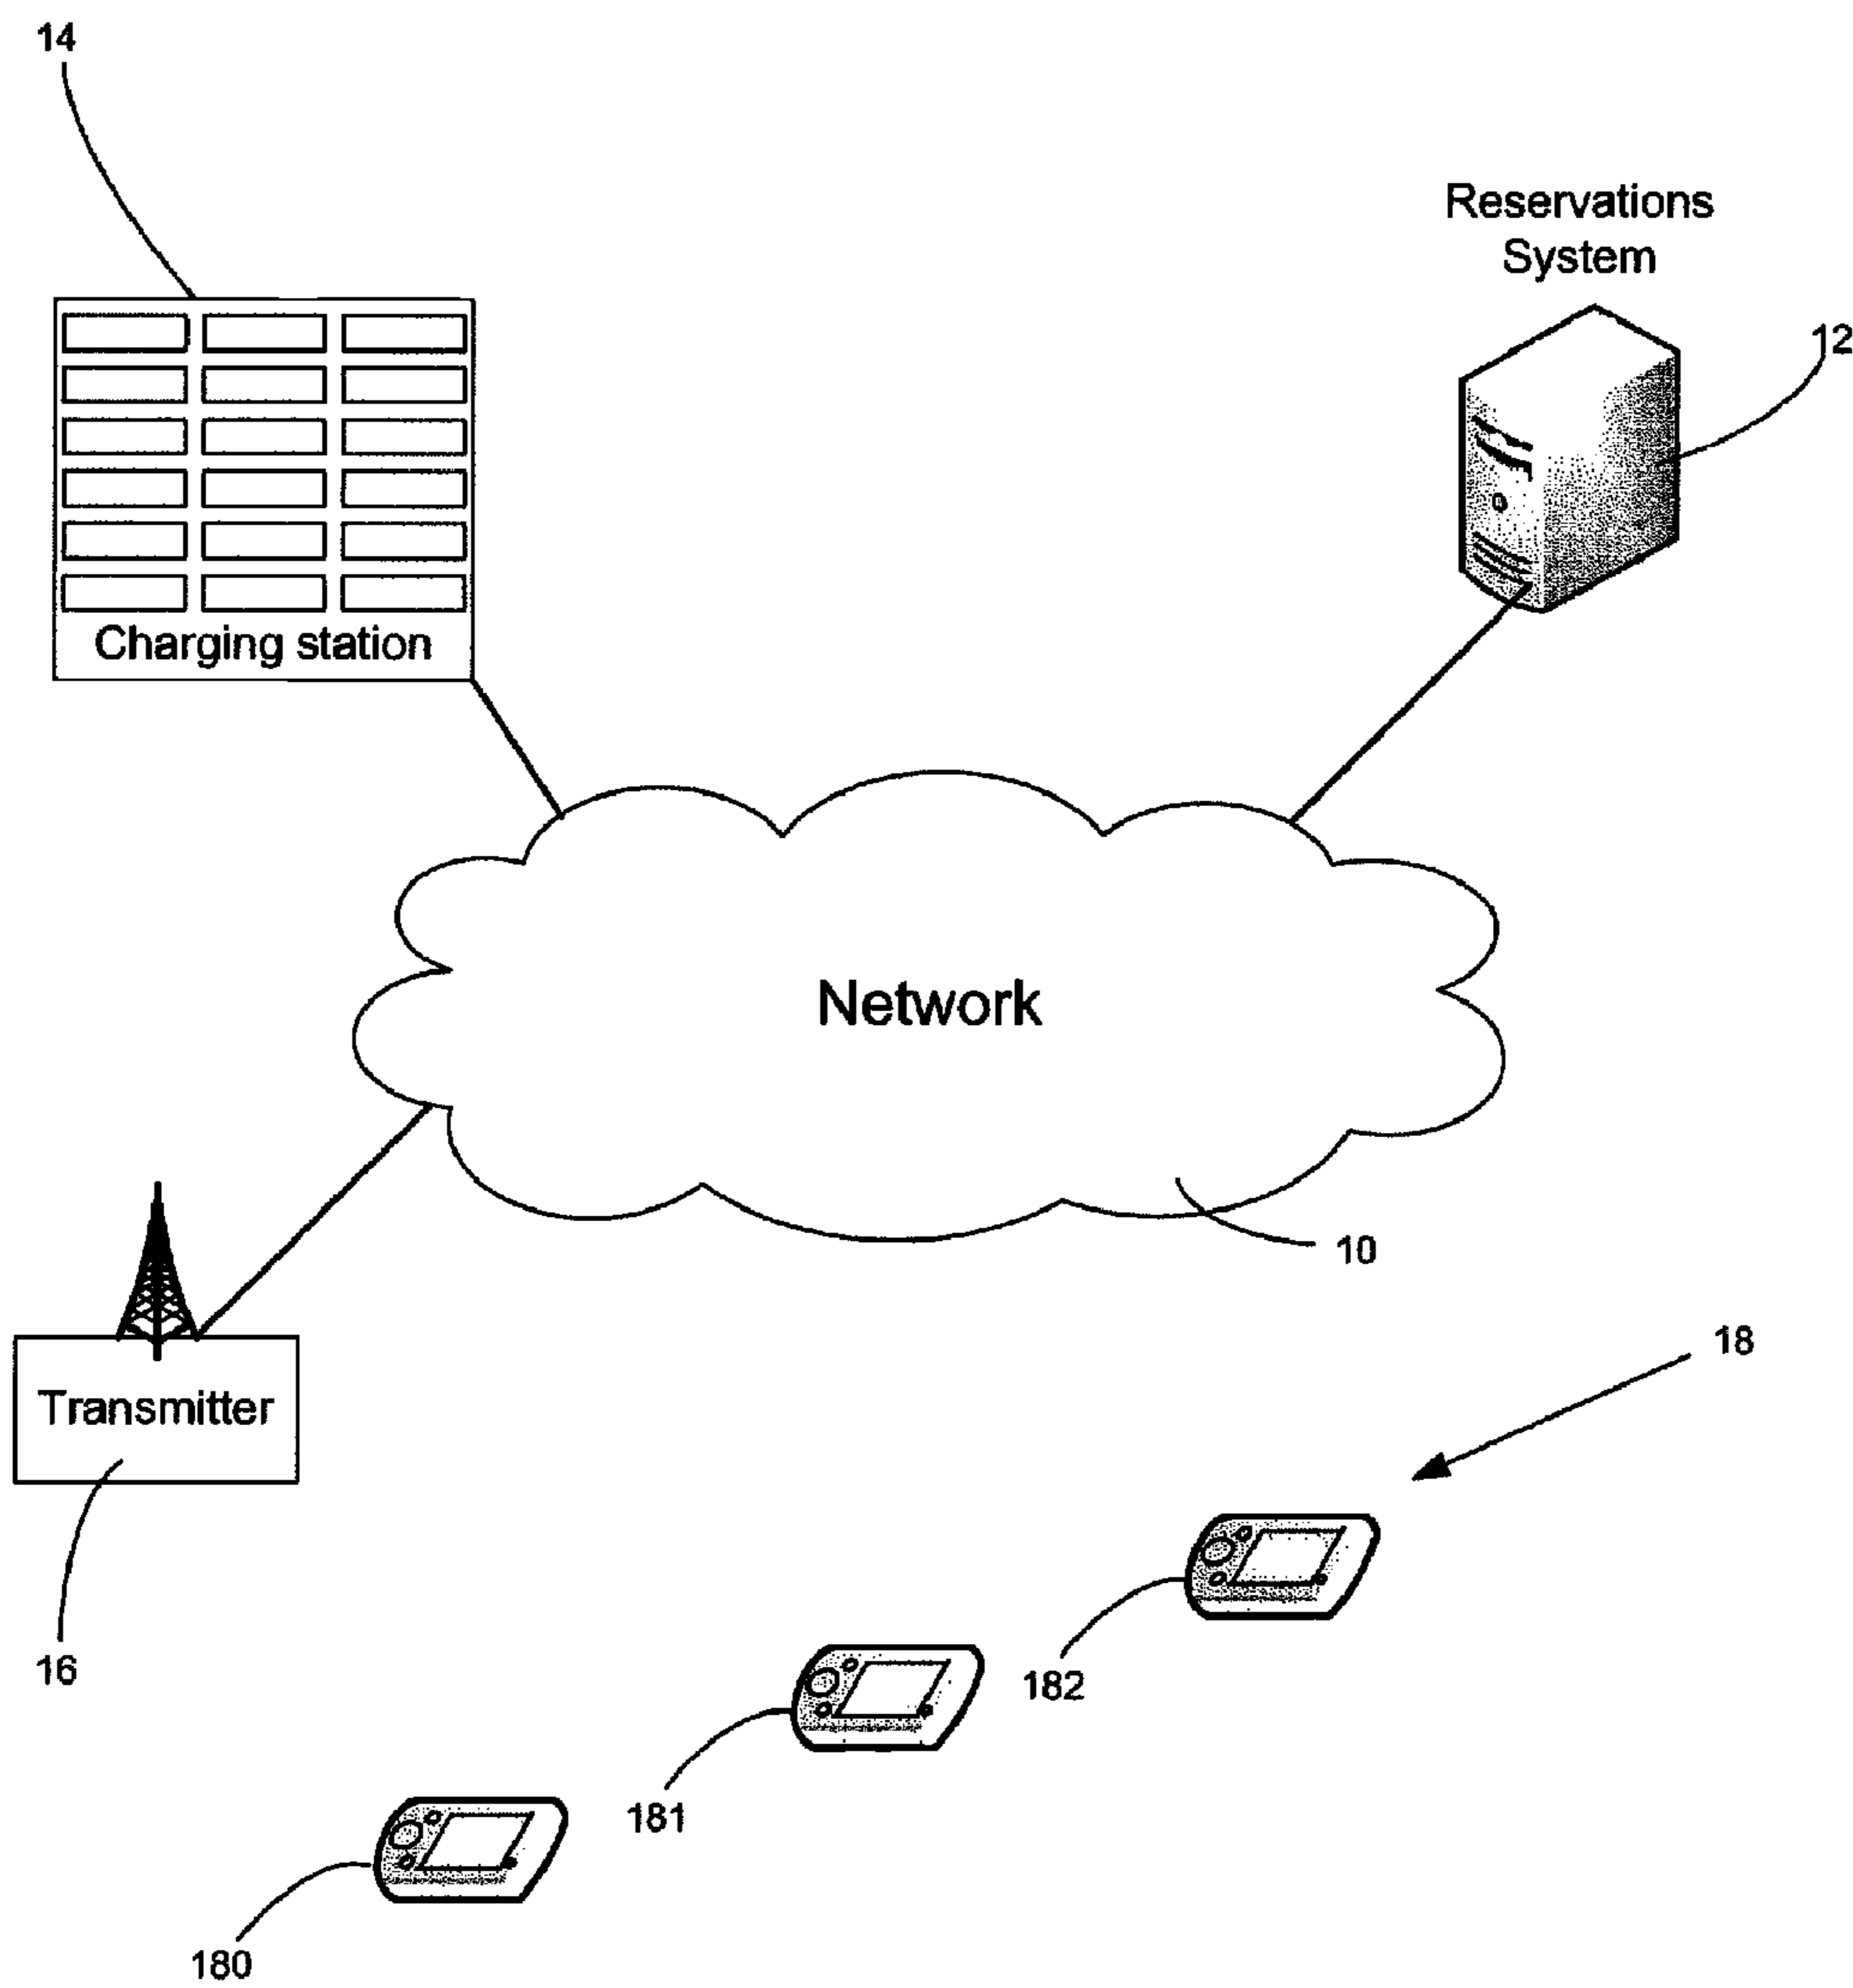 14
Reservations
System
12
Charging station
Network
10
18
Transmitter
16
182
181
180